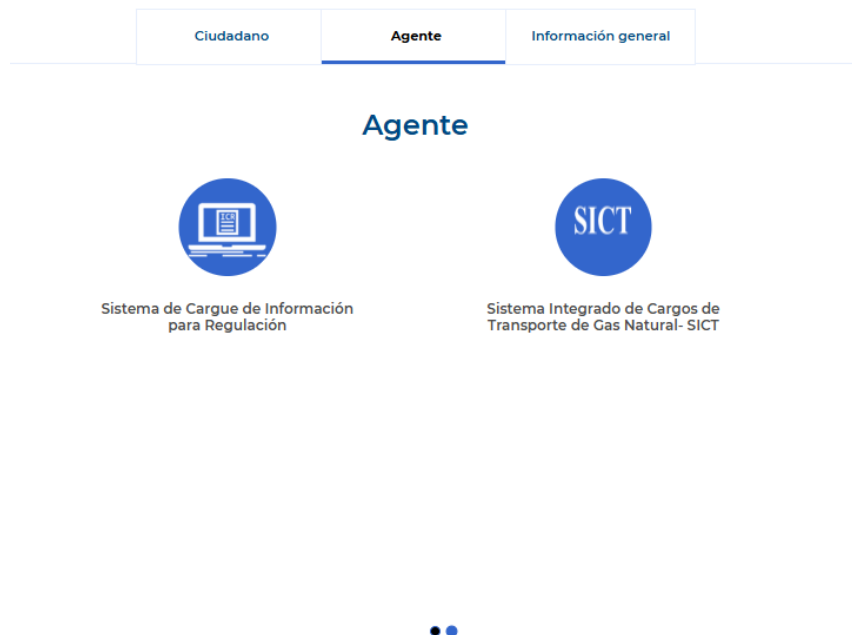 Ciudadano
Agente
Información general
Agente
ICR
SICT
Sistema de Cargue de Información
para Regulación
Sistema Integrado de Cargos de
Transporte de Gas Natural- SICT